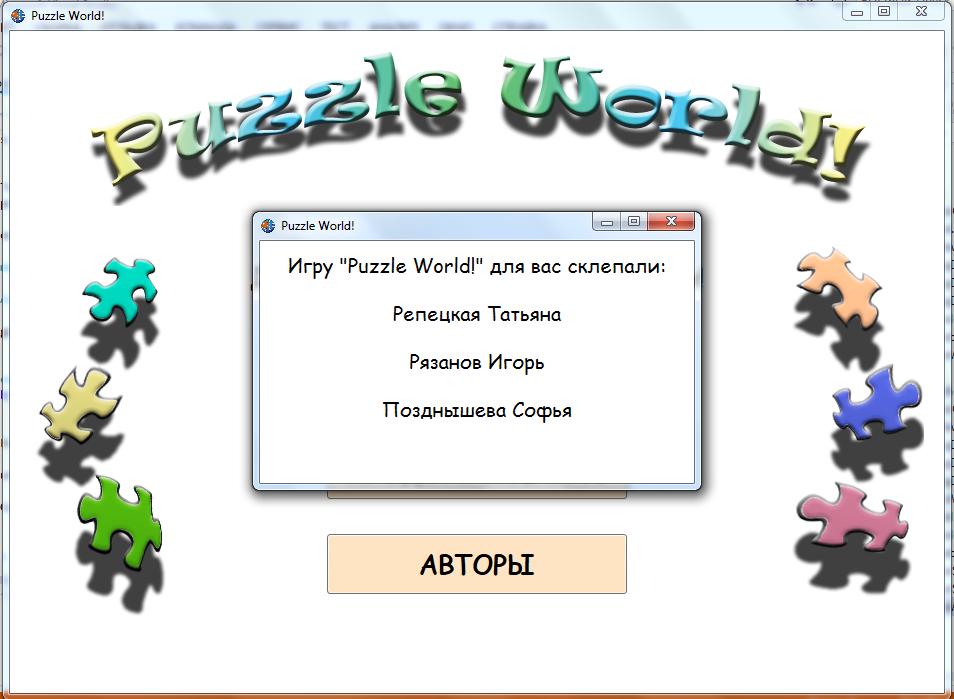 Puzzle World!
Puzzle World!
Puzzle World!
Игру "Puzzle World!" для вас склепали:
Репецкая Татьяна
Рязанов Игорь
Позднышева Софья
АВТОРЫ